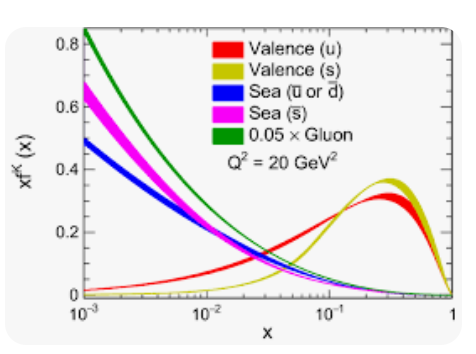 0.8
0.6
0.4
0.2
0
xf^K (x)
Valence (u)
Valence (s)
Sea (u̅ or d̅)
Sea (s̅)
0.05 × Gluon
Q² = 20 GeV²
10⁻³ 10⁻² 10⁻¹ 1
x